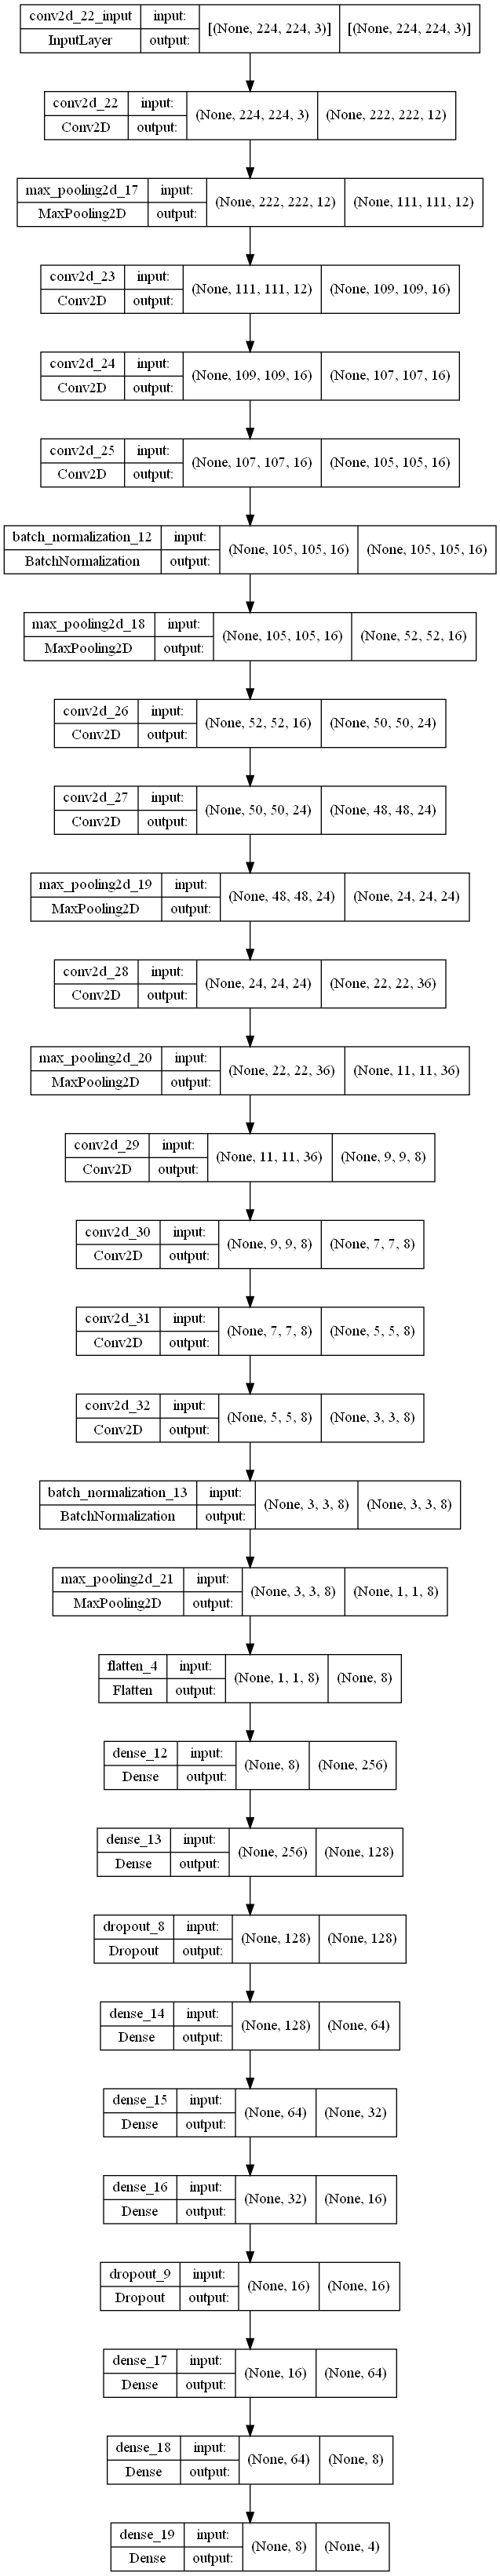 conv2d_22_input input: [(None, 224, 224, 3)] [(None, 224, 224, 3)]
InputLayer output:
conv2d_22 input: (None, 224, 224, 3) (None, 222, 222, 12)
Conv2D output:
max_pooling2d_17 input: (None, 222, 222, 12) (None, 111, 111, 12)
MaxPooling2D output:
conv2d_23 input: (None, 111, 111, 12) (None, 109, 109, 16)
Conv2D output:
conv2d_24 input: (None, 109, 109, 16) (None, 107, 107, 16)
Conv2D output:
conv2d_25 input: (None, 107, 107, 16) (None, 105, 105, 16)
Conv2D output:
batch_normalization_12 input: (None, 105, 105, 16) (None, 105, 105, 16)
BatchNormalization output:
max_pooling2d_18 input: (None, 105, 105, 16) (None, 52, 52, 16)
MaxPooling2D output:
conv2d_26 input: (None, 52, 52, 16) (None, 50, 50, 24)
Conv2D output:
conv2d_27 input: (None, 50, 50, 24) (None, 48, 48, 24)
Conv2D output:
max_pooling2d_19 input: (None, 48, 48, 24) (None, 24, 24, 24)
MaxPooling2D output:
conv2d_28 input: (None, 24, 24, 24) (None, 22, 22, 36)
Conv2D output:
max_pooling2d_20 input: (None, 22, 22, 36) (None, 11, 11, 36)
MaxPooling2D output:
conv2d_29 input: (None, 11, 11, 36) (None, 9, 9, 8)
Conv2D output:
conv2d_30 input: (None, 9, 9, 8) (None, 7, 7, 8)
Conv2D output:
conv2d_31 input: (None, 7, 7, 8) (None, 5, 5, 8)
Conv2D output:
conv2d_32 input: (None, 5, 5, 8) (None, 3, 3, 8)
Conv2D output:
batch_normalization_13 input: (None, 3, 3, 8) (None, 3, 3, 8)
BatchNormalization output:
max_pooling2d_21 input: (None, 3, 3, 8) (None, 1, 1, 8)
MaxPooling2D output:
flatten_4 input: (None, 1, 1, 8) (None, 8)
Flatten output:
dense_12 input: (None, 8) (None, 256)
Dense output:
dense_13 input: (None, 256) (None, 128)
Dense output:
dropout_8 input: (None, 128) (None, 128)
Dropout output:
dense_14 input: (None, 128) (None, 64)
Dense output:
dense_15 input: (None, 64) (None, 32)
Dense output:
dense_16 input: (None, 32) (None, 16)
Dense output:
dropout_9 input: (None, 16) (None, 16)
Dropout output:
dense_17 input: (None, 16) (None, 64)
Dense output:
dense_18 input: (None, 64) (None, 8)
Dense output:
dense_19 input: (None, 8) (None, 4)
Dense output: